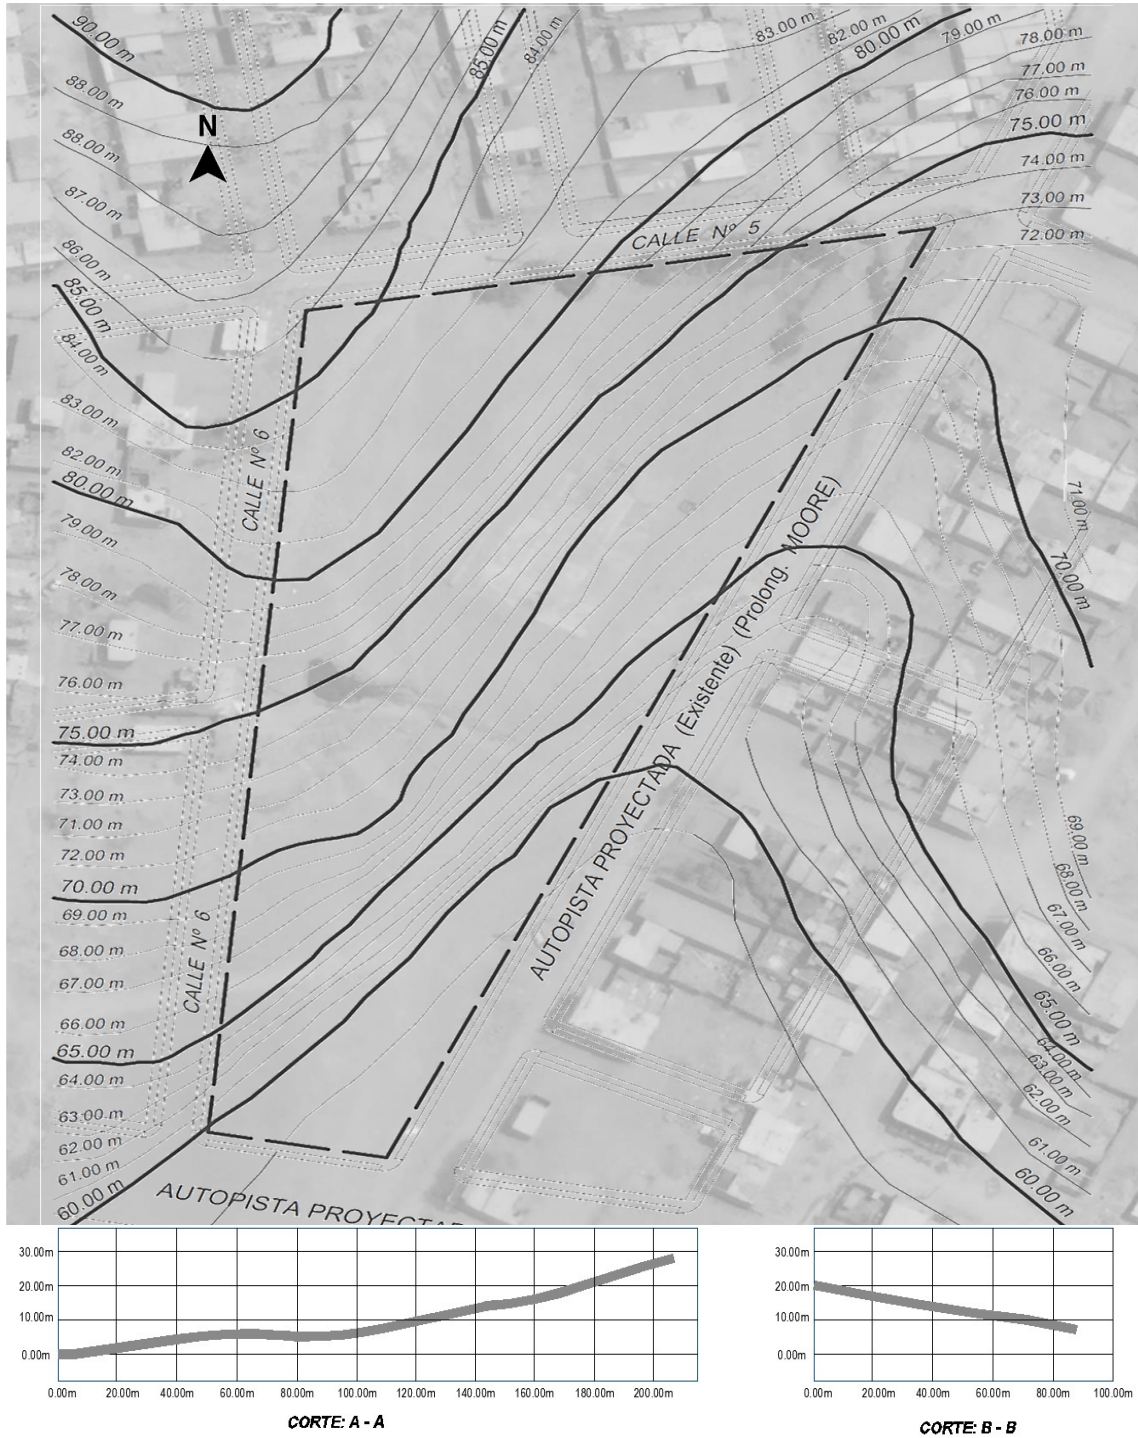 90.00 m
88.00 m
N
88.00 m
87.00 m
86.00 m
85.00 m
84.00 m
83.00 m
82.00 m
80.00 m
79.00 m
78.00 m
77.00 m
76.00 m
75.00 m
74.00 m
73.00 m
71.00 m
72.00 m
70.00 m
69.00 m
68.00 m
67.00 m
66.00 m
65.00 m
64.00 m
63.00 m
62.00 m
61.00 m
60.00 m
85.00 m
84.00 m
83.00 m
82.00 m
80.00 m
79.00 m
78.00 m
77.00 m
76.00 m
75.00 m
74.00 m
73.00 m
72.00 m
CALLE Nº 5
CALLE Nº 6
CALLE Nº 6
AUTOPISTA PROYECTADA (Existente) (Prolong. MOORE)
71.00 m
70.00 m
69.00 m
68.00 m
67.00 m
66.00 m
65.00 m
64.00 m
63.00 m
62.00 m
61.00 m
60.00 m
AUTOPISTA PROYECTAD
30.00m
20.00m
10.00m
0.00m
0.00m 20.00m 40.00m 60.00m 80.00m 100.00m 120.00m 140.00m 160.00m 180.00m 200.00m
CORTE: A - A
30.00m
20.00m
10.00m
0.00m
0.00m 20.00m 40.00m 60.00m 80.00m 100.00m
CORTE: B - B